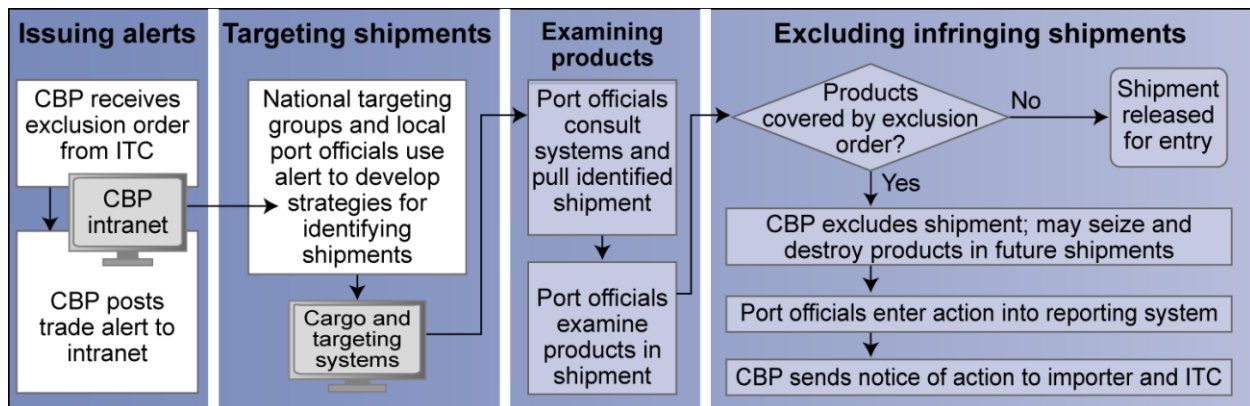 Issuing alerts
CBP receives
exclusion order
from ITC
CBP
intranet
CBP posts
trade alert to
intranet
Targeting shipments
National targeting
groups and local
port officials use
alert to develop
strategies for
identifying
shipments
Cargo and
targeting
systems
Examining
products
Port officials
consult
systems and
pull identified
shipment
Port officials
examine
products in
shipment
Excluding infringing shipments
Products
covered by exclusion
order?
No
Shipment
released
for entry
Yes
CBP excludes shipment; may seize and
destroy products in future shipments
Port officials enter action into reporting system
CBP sends notice of action to importer and ITC